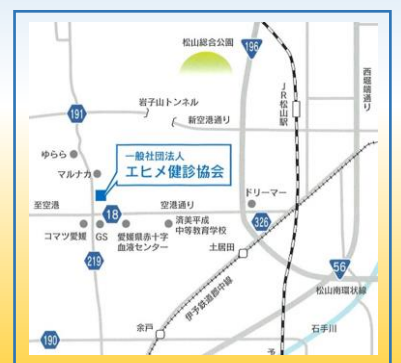 松山総合公園
196
JR松山駅
西堀端通り
岩子山トンネル
191
新空港通り
ゆらら
一般社団法人
エヒメ健診協会
マルナカ
ドリーマー
至空港
18
空港通り
326
コマツ愛媛
GS
愛媛県赤十字
血液センター
済美平成
中等教育学校
土居田
219
伊予鉄道郡中線
56
松山南環状線
余戸
石手川
190
予